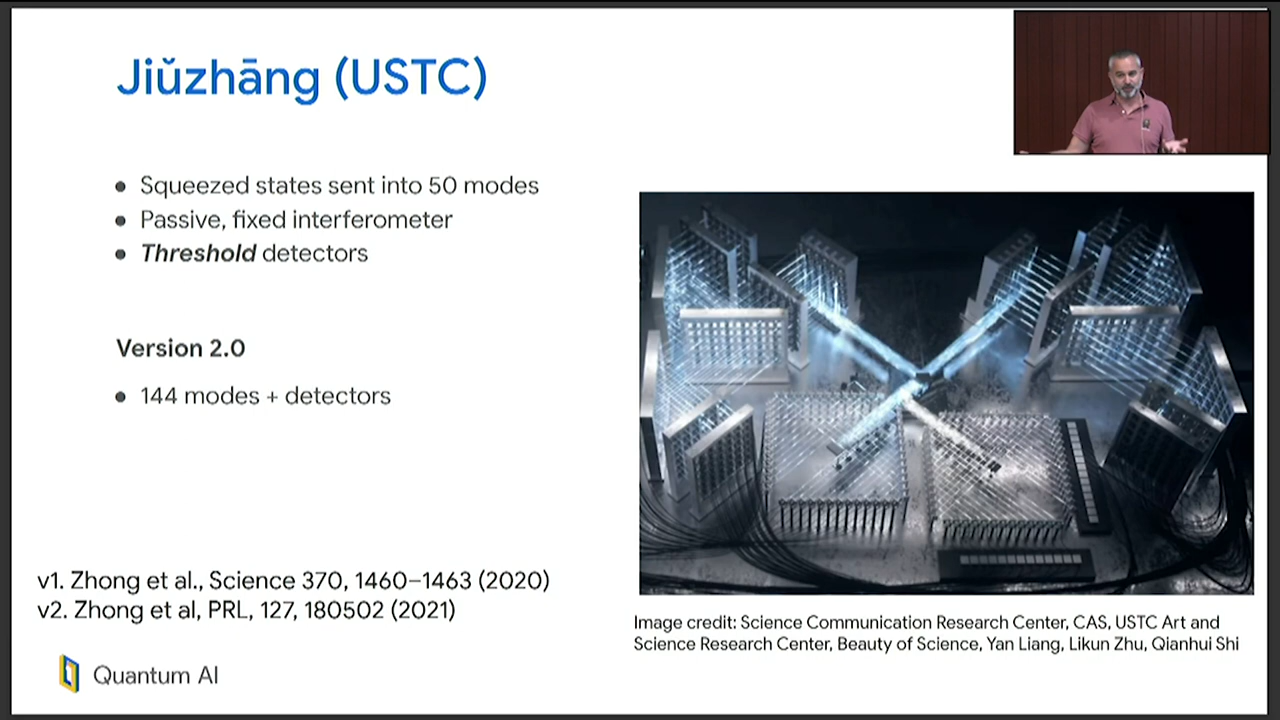 Jiǔzhāng (USTC)
● Squeezed states sent into 50 modes
● Passive, fixed interferometer
● Threshold detectors
Version 2.0
● 144 modes + detectors
v1. Zhong et al., Science 370, 1460–1463 (2020)
v2. Zhong et al, PRL, 127, 180502 (2021)
Image credit: Science Communication Research Center, CAS, USTC Art and
Science Research Center, Beauty of Science, Yan Liang, Likun Zhu, Qianhui Shi
Quantum AI